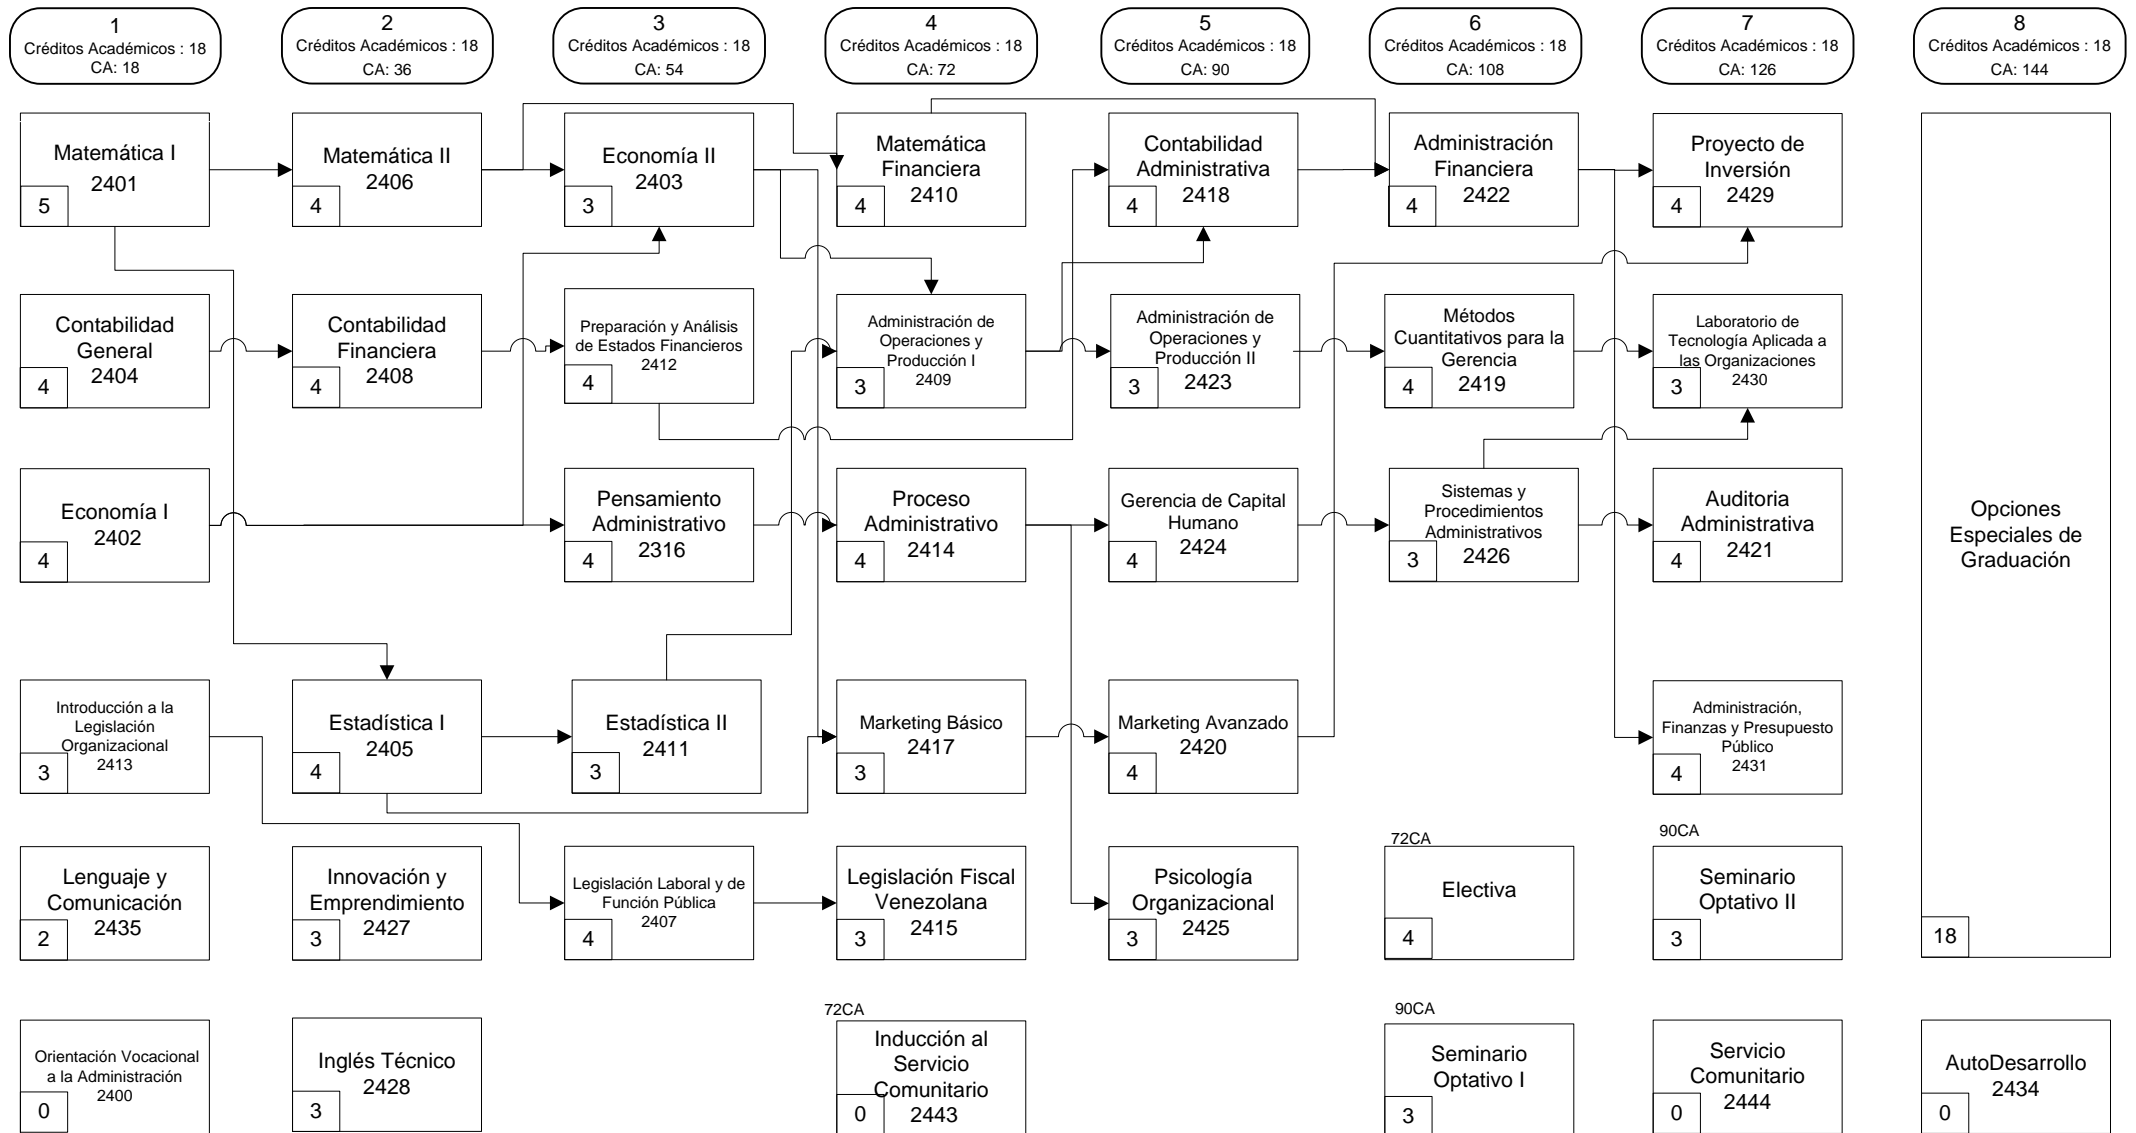 1
Créditos Académicos : 18
CA: 18
2
Créditos Académicos : 18
CA: 36
3
Créditos Académicos : 18
CA: 54
4
Créditos Académicos : 18
CA: 72
5
Créditos Académicos : 18
CA: 90
6
Créditos Académicos : 18
CA: 108
7
Créditos Académicos : 18
CA: 126
8
Créditos Académicos : 18
CA: 144
Matemática I
2401
5
Matemática II
2406
4
Economía II
2403
3
Matemática
Financiera
2410
4
Contabilidad
Administrativa
2418
4
Administración
Financiera
2422
4
Proyecto de
Inversión
2429
4
Contabilidad
General
2404
4
Contabilidad
Financiera
2408
4
Preparación y Análisis
de Estados Financieros
2412
4
Administración de
Operaciones y
Producción I
2409
3
Administración de
Operaciones y
Producción II
2423
3
Métodos
Cuantitativos para la
Gerencia
2419
4
Laboratorio de
Tecnología Aplicada a
las Organizaciones
2430
3
Economía I
2402
4
Pensamiento
Administrativo
2316
4
Proceso
Administrativo
2414
4
Gerencia de Capital
Humano
2424
4
Sistemas y
Procedimientos
Administrativos
2426
3
Auditoria
Administrativa
2421
4
Opciones
Especiales de
Graduación
18
Introducción a la
Legislación
Organizacional
2413
3
Estadística I
2405
4
Estadística II
2411
3
Marketing Básico
2417
3
Marketing Avanzado
2420
4
Administración,
Finanzas y Presupuesto
Público
2431
4
Lenguaje y
Comunicación
2435
2
Innovación y
Emprendimiento
2427
3
Legislación Laboral y de
Función Pública
2407
4
Legislación Fiscal
Venezolana
2415
3
Psicología
Organizacional
2425
3
72CA
Electiva
4
90CA
Seminario
Optativo II
3
Orientación Vocacional
a la Administración
2400
0
Inglés Técnico
2428
3
72CA
Inducción al
Servicio
Comunitario
2443
0
90CA
Seminario
Optativo I
3
Servicio
Comunitario
2444
0
AutoDesarrollo
2434
0